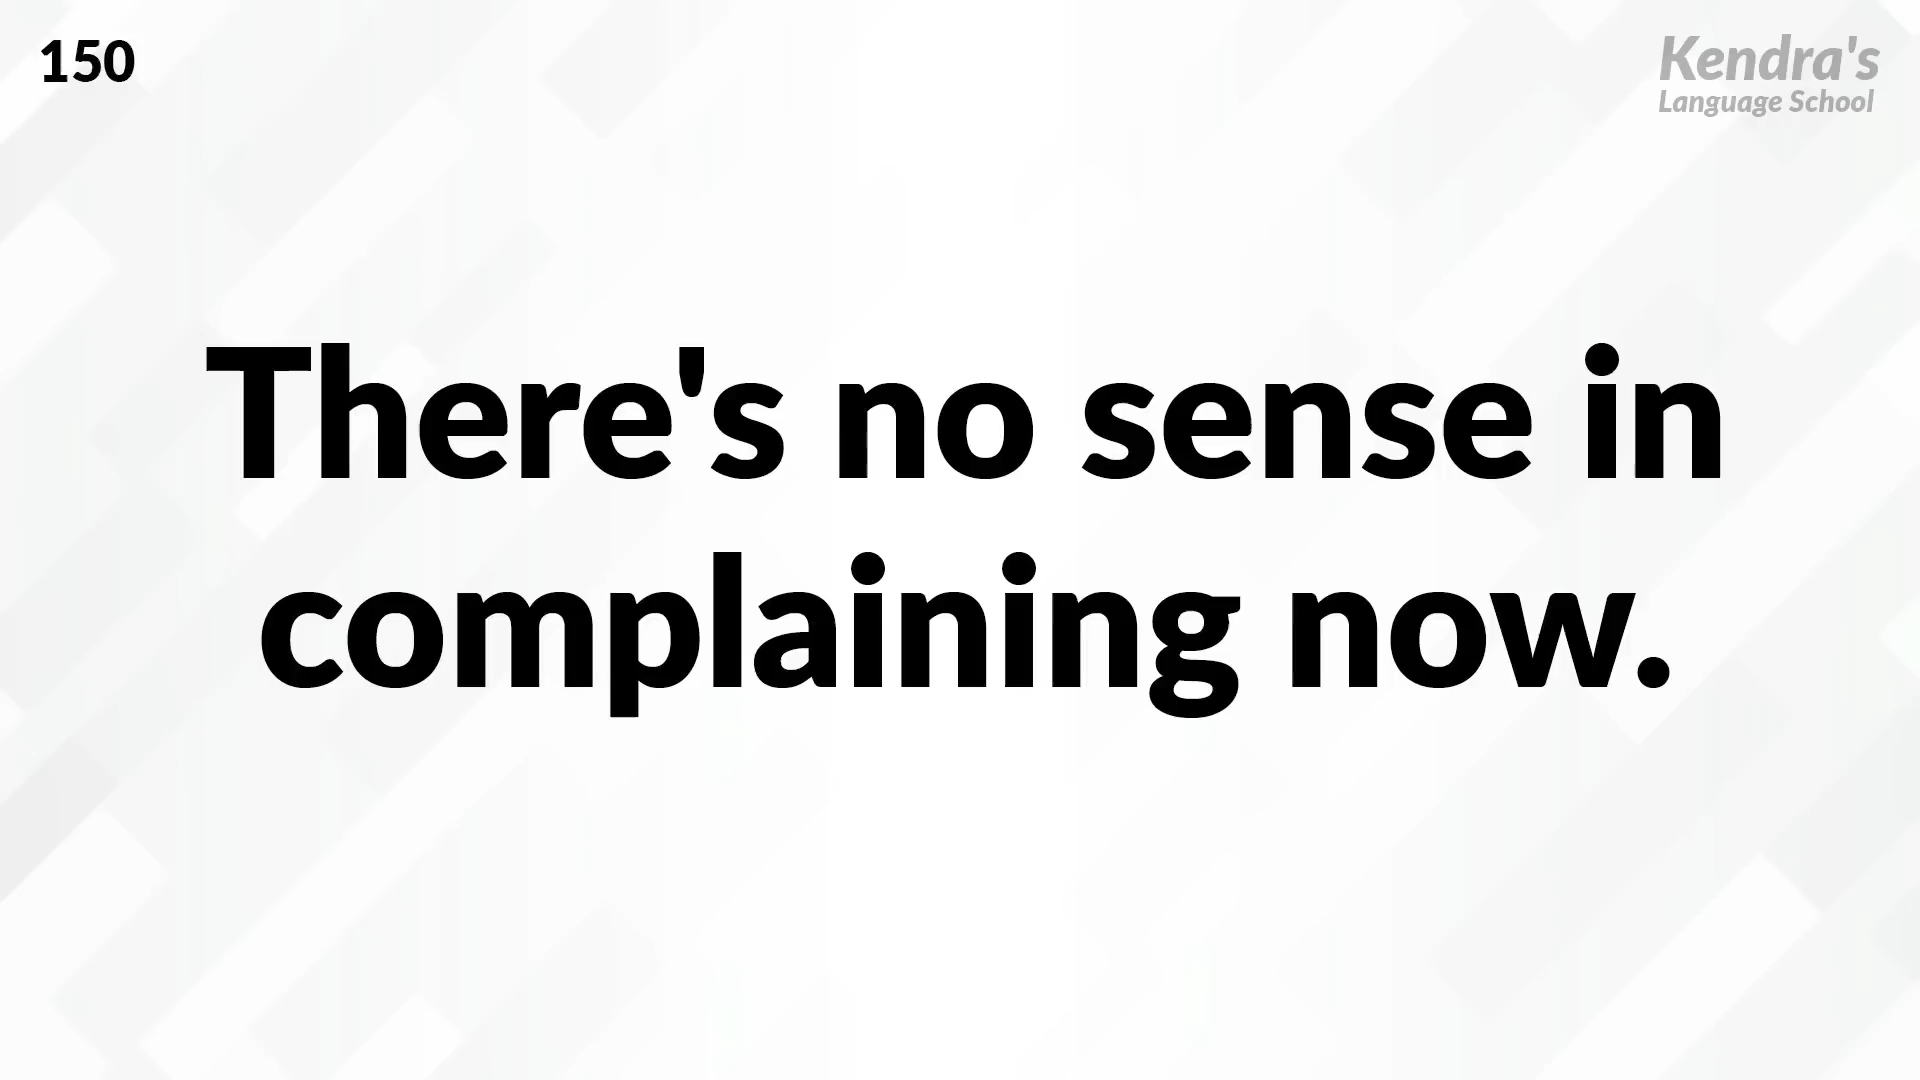 150
Kendra's
Language School
There's no sense in
complaining now.